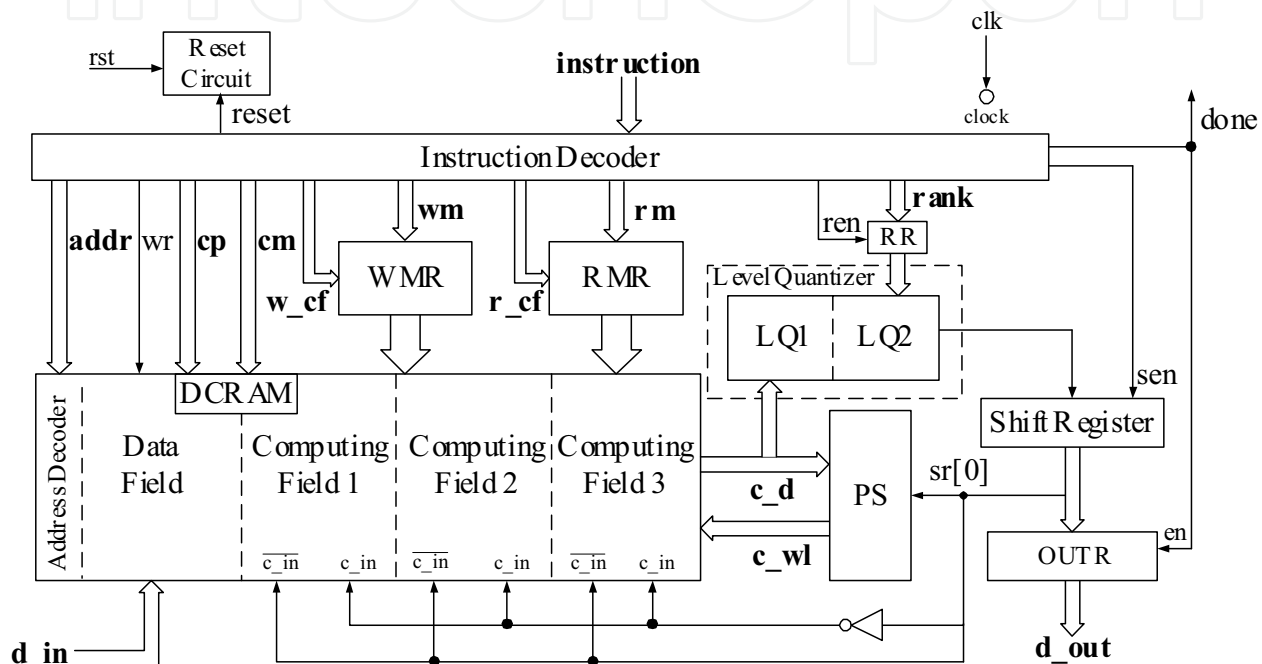 rst
Reset
Circuit
reset
instruction
clk
clock
done
Instruction Decoder
addr
wr
cp
cm
w_cf
wm
WMR
r_cf
rm
RMR
ren
rank
RR
Level Quantizer
LQ1
LQ2
sen
Shift Register
DCRAM
Address Decoder
Data
Field
Computing
Field 1
Computing
Field 2
Computing
Field 3
c_d
PS
sr[0]
c_wl
en
OUTR
c_in
c_in
c_in
c_in
c_in
c_in
d_in
d_out